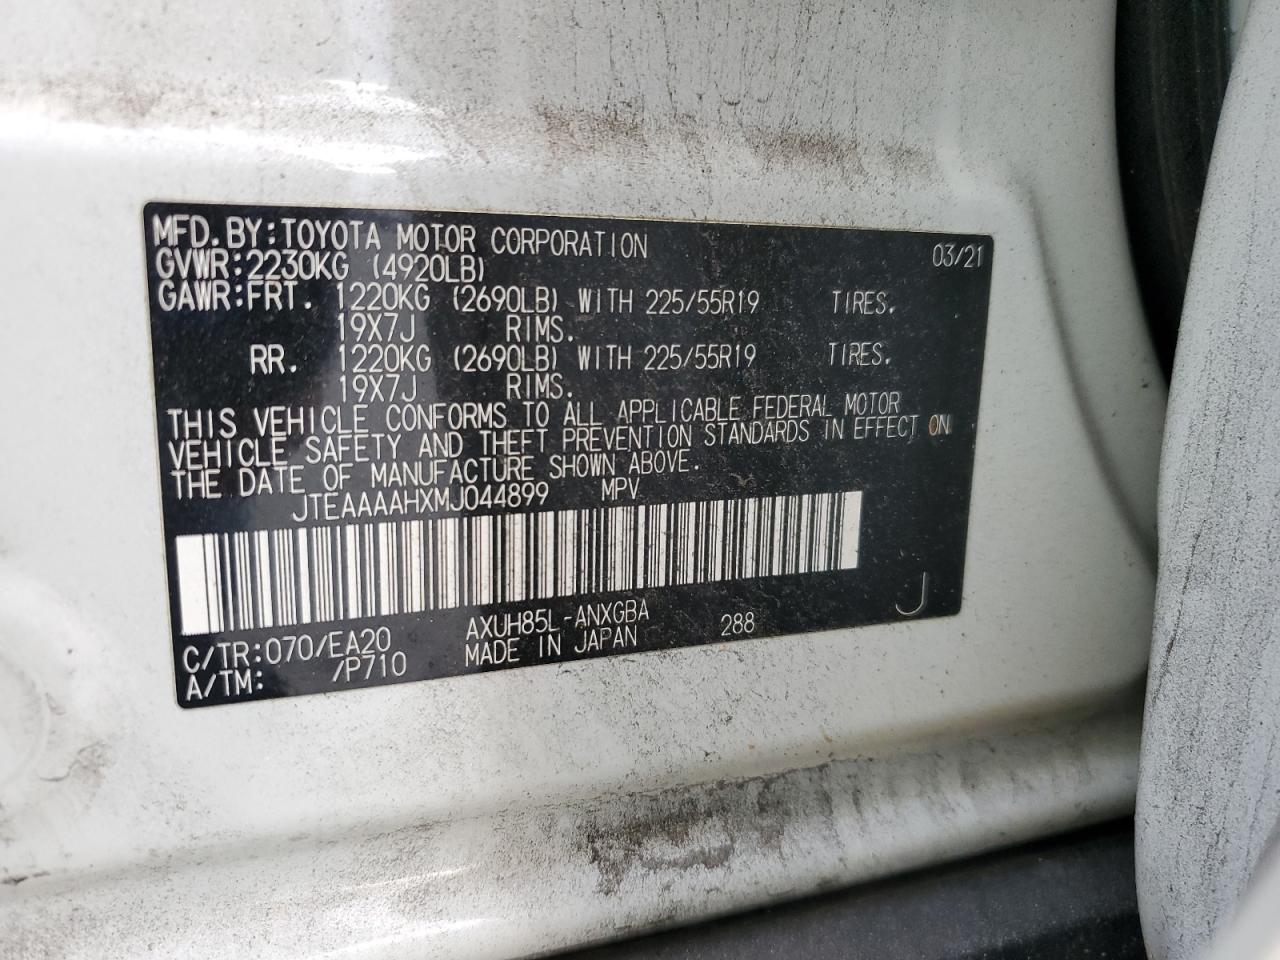 MFD.BY:TOYOTA MOTOR CORPORATION 03/21
GVWR:2230KG (4920LB)
GAWR:FRT. 1220KG (2690LB) WITH 225/55R19 TIRES.
19X7J RIMS.
RR. 1220KG (2690LB) WITH 225/55R19 TIRES.
19X7J RIMS.
THIS VEHICLE CONFORMS TO ALL APPLICABLE FEDERAL MOTOR
VEHICLE SAFETY AND THEFT PREVENTION STANDARDS IN EFFECT ON
THE DATE OF MANUFACTURE SHOWN ABOVE.
JTEAAAAHXMJ044899 MPV
C/TR:070/EA20 AXUH85L-ANXGBA 288 J
A/TM: /P710 MADE IN JAPAN